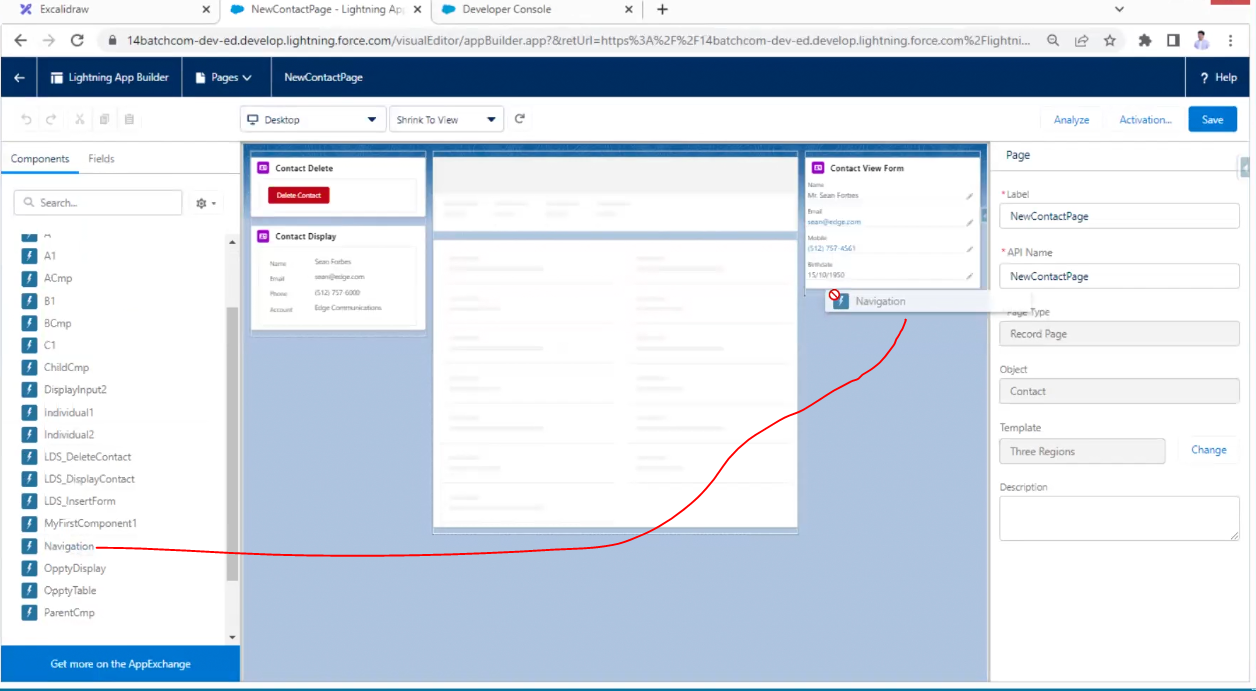 Excalidraw
NewContactPage - Lightning Ap
Developer Console
14batchcom-dev-ed.develop.lightning.force.com/visualEditor/appBuilder.app?&retUrl=https%3A%2F%2F14batchcom-dev-ed.develop.lightning.force.com%2Flightni...
Lightning App Builder
Pages
NewContactPage
? Help
Desktop
Shrink To View
Analyze
Activation...
Save
Components
Fields
Search...
A
A1
ACmp
B1
BCmp
C1
ChildCmp
DisplayInput2
Individual1
Individual2
LDS_DeleteContact
LDS_DisplayContact
LDS_InsertForm
MyFirstComponent1
Navigation
OpptyDisplay
OpptyTable
ParentCmp
Get more on the AppExchange
Contact Delete
Delete Contact
Contact Display
Name Sean Forbes
Email sean@edge.com
Phone (512) 757-6000
Account Edge Communications
Contact View Form
Name
Mr. Sean Forbes
Email
sean@edge.com
Mobile
(512) 757-4561
Birthdate
15/10/1950
Navigation
Page
*Label
NewContactPage
*API Name
NewContactPage
Page Type
Record Page
Object
Contact
Template
Three Regions
Change
Description